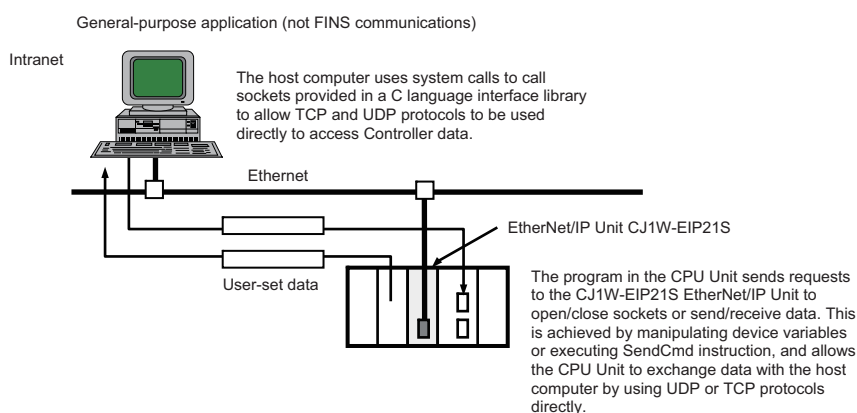 General-purpose application (not FINS communications)
Intranet
The host computer uses system calls to call
sockets provided in a C language interface library
to allow TCP and UDP protocols to be used
directly to access Controller data.
Ethernet
EtherNet/IP Unit CJ1W-EIP21S
User-set data
The program in the CPU Unit sends requests
to the CJ1W-EIP21S EtherNet/IP Unit to
open/close sockets or send/receive data. This
is achieved by manipulating device variables
or executing SendCmd instruction, and allows
the CPU Unit to exchange data with the host
computer by using UDP or TCP protocols
directly.